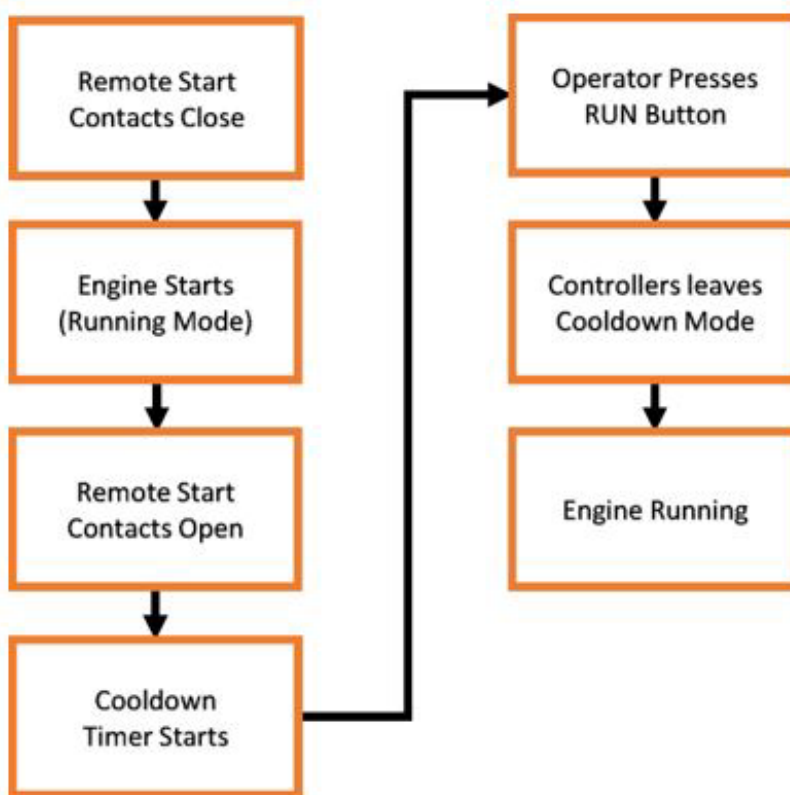 Remote Start
Contacts Close
Engine Starts
(Running Mode)
Remote Start
Contacts Open
Cooldown
Timer Starts
Operator Presses
RUN Button
Controllers leaves
Cooldown Mode
Engine Running